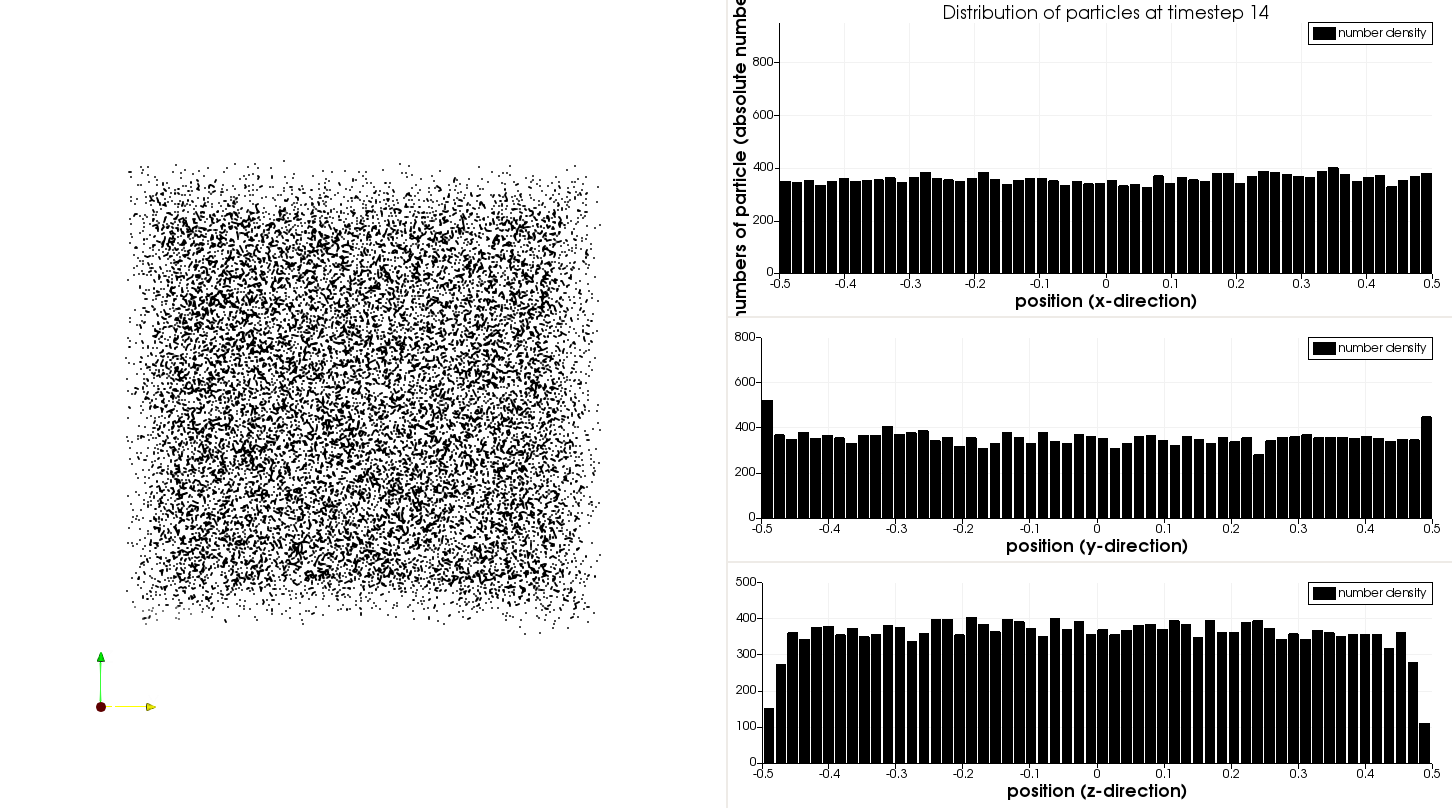 Distribution of particles at timestep 14
number density
numbers of particle (absolute
800
600
400
200
0
-0.5 -0.4 -0.3 -0.2 -0.1 0 0.1 0.2 0.3 0.4 0.5
position (x-direction)
number density
800
600
400
200
0
-0.5 -0.4 -0.3 -0.2 -0.1 0 0.1 0.2 0.3 0.4 0.5
position (y-direction)
number density
500
400
300
200
100
0
-0.5 -0.4 -0.3 -0.2 -0.1 0 0.1 0.2 0.3 0.4 0.5
position (z-direction)